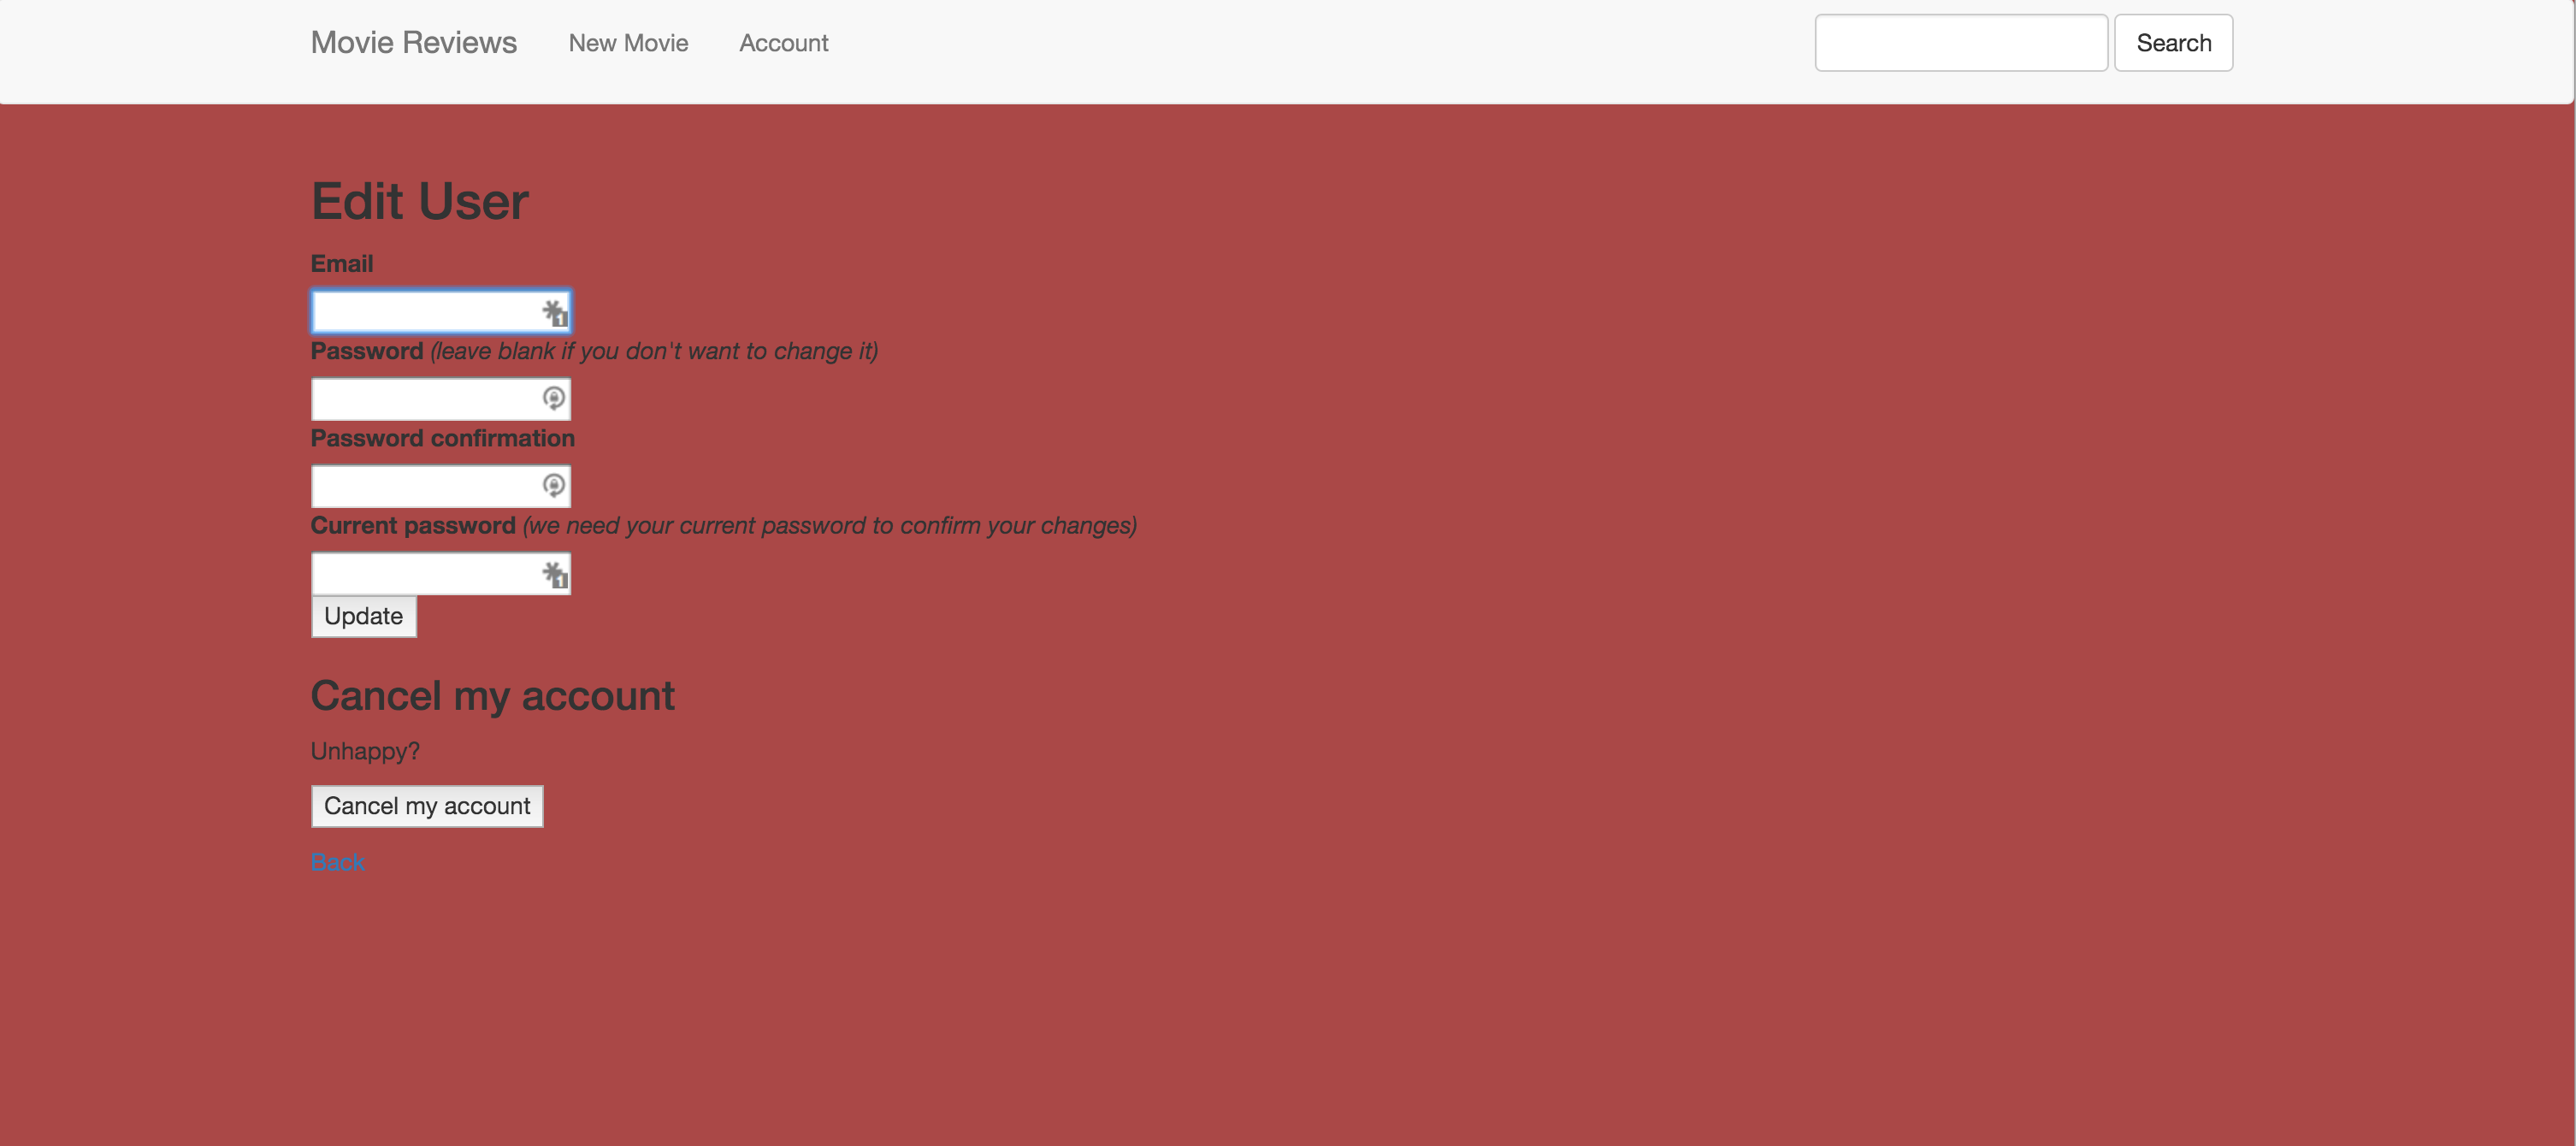 Movie Reviews New Movie Account Search
Edit User
Email
1
Password (leave blank if you don't want to change it)
Password confirmation
Current password (we need your current password to confirm your changes)
1
Update
Cancel my account
Unhappy?
Cancel my account
Back